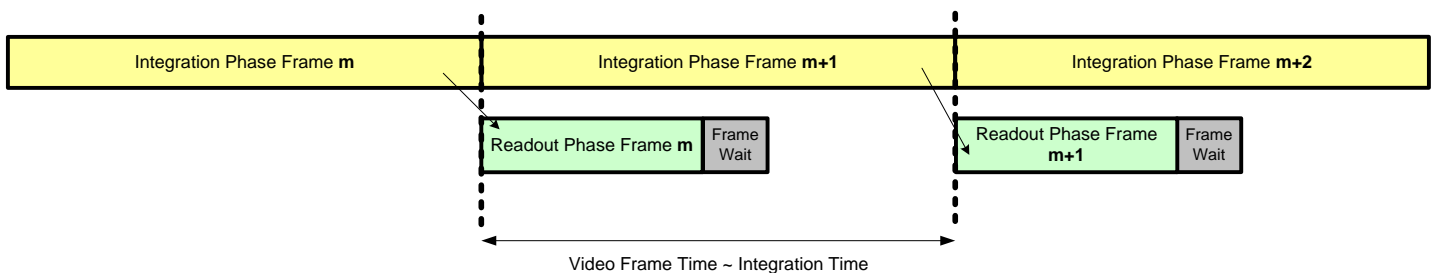 Integration Phase Frame m
Integration Phase Frame m+1
Integration Phase Frame m+2
Readout Phase Frame m
Frame
Wait
Readout Phase Frame
m+1
Frame
Wait
Video Frame Time ~ Integration Time